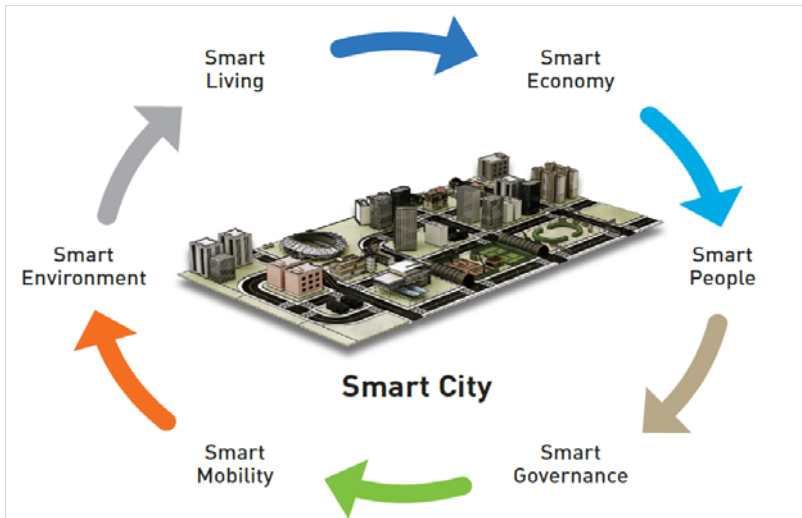 Smart
Living
Smart
Economy
Smart
People
Smart
Governance
Smart
Mobility
Smart
Environment
Smart City